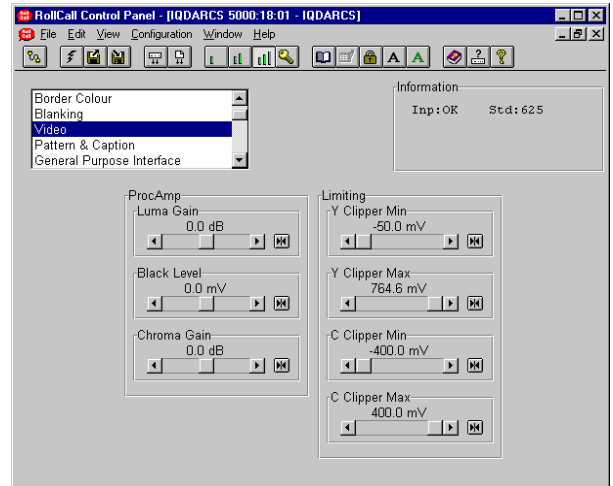 RollCall Control Panel - [IQDARCS 5000:18:01 - IQDARCS]
File Edit View Configuration Window Help
A A ? ?
Border Colour
Blanking
Video
Pattern & Caption
General Purpose Interface
Information
Inp:OK Std:625
ProcAmp
Luma Gain
0.0 dB
Black Level
0.0 mV
Chroma Gain
0.0 dB
Limiting
Y Clipper Min
-50.0 mV
Y Clipper Max
764.6 mV
C Clipper Min
-400.0 mV
C Clipper Max
400.0 mV